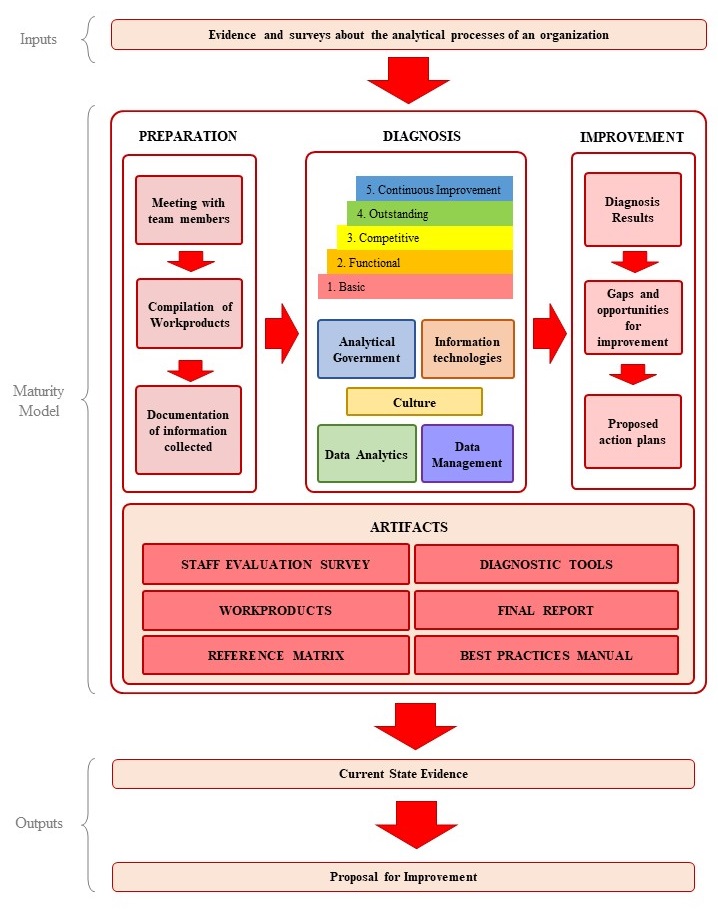 Inputs
Evidence and surveys about the analytical processes of an organization
Maturity
Model
PREPARATION
Meeting with
team members
Compilation of
Workproducts
Documentation
of information
collected
DIAGNOSIS
5. Continuous Improvement
4. Outstanding
3. Competitive
2. Functional
1. Basic
Analytical
Government
Information
technologies
Culture
Data Analytics
Data
Management
IMPROVEMENT
Diagnosis
Results
Gaps and
opportunities
for
improvement
Proposed
action plans
ARTIFACTS
STAFF EVALUATION SURVEY
DIAGNOSTIC TOOLS
WORKPRODUCTS
FINAL REPORT
REFERENCE MATRIX
BEST PRACTICES MANUAL
Outputs
Current State Evidence
Proposal for Improvement